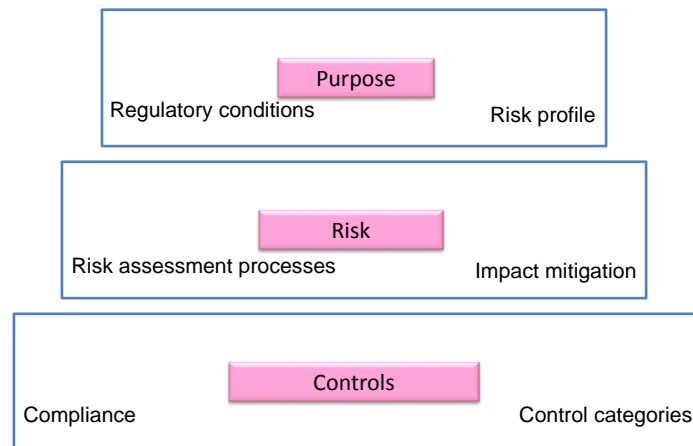 Purpose
Regulatory conditions
Risk profile
Risk
Risk assessment processes
Impact mitigation
Controls
Compliance
Control categories